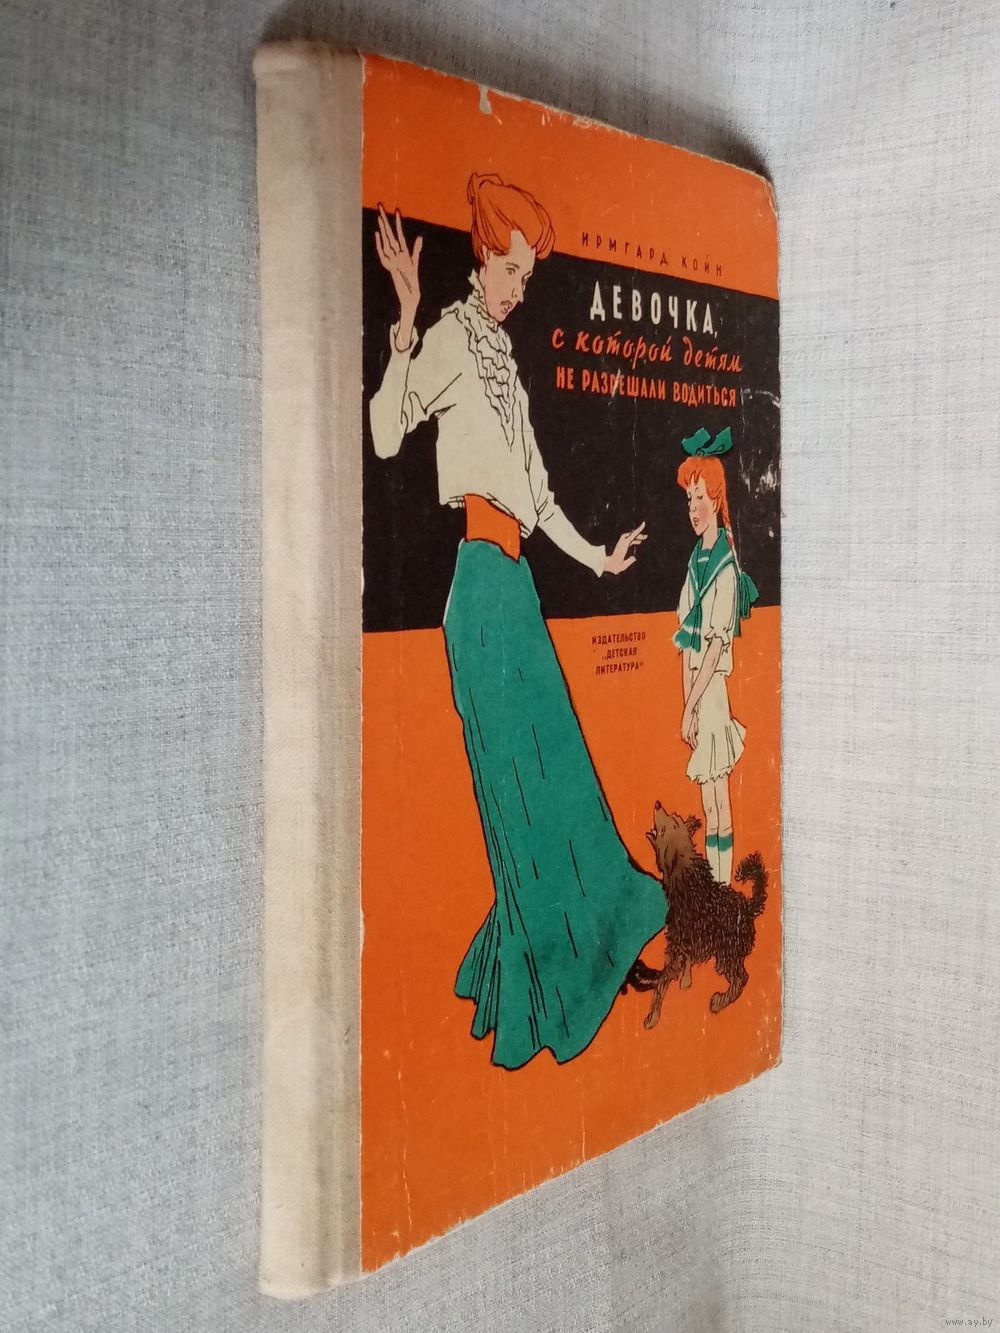 ИРМГАРД КОЙН
ДЕВОЧКА,
с которой детям
НЕ РАЗРЕШАЛИ ВОДИТЬСЯ
ИЗДАТЕЛЬСТВО
„ДЕТСКАЯ
ЛИТЕРАТУРА"
www.ay.by